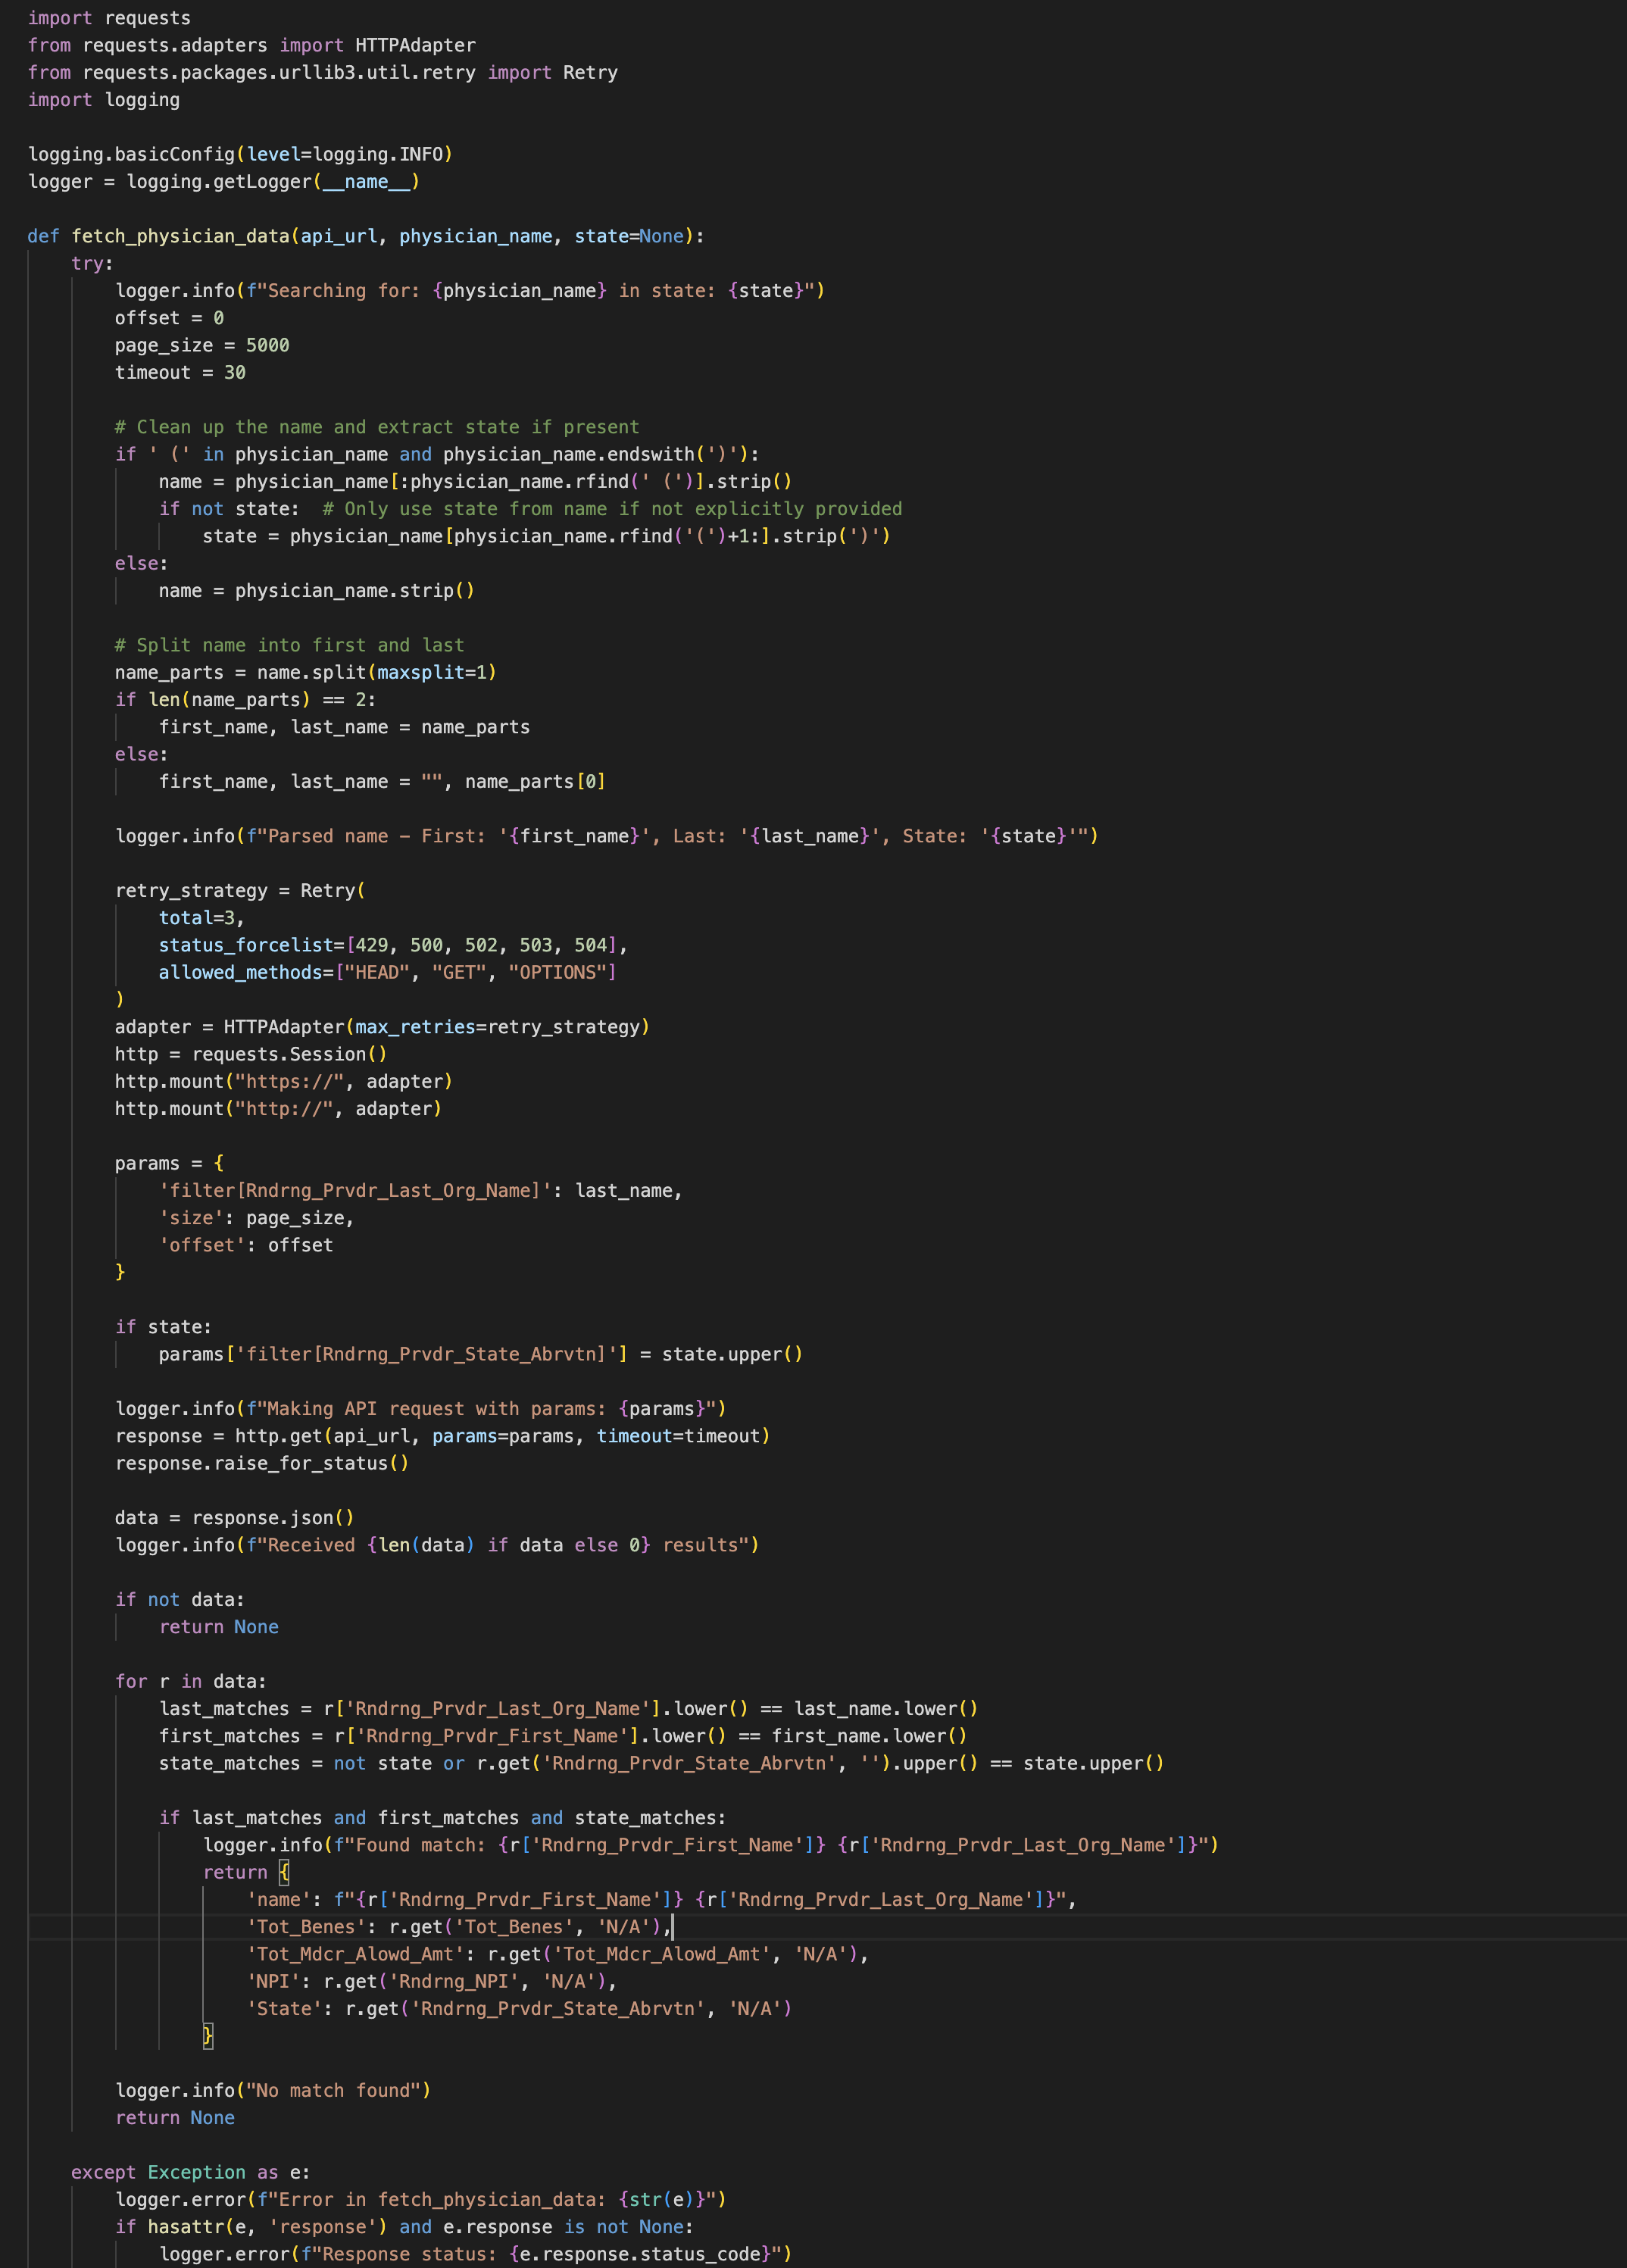 import requests
from requests.adapters import HTTPAdapter
from requests.packages.urllib3.util.retry import Retry
import logging

logging.basicConfig(level=logging.INFO)
logger = logging.getLogger(__name__)

def fetch_physician_data(api_url, physician_name, state=None):
    try:
        logger.info(f"Searching for: {physician_name} in state: {state}")
        offset = 0
        page_size = 5000
        timeout = 30

        # Clean up the name and extract state if present
        if ' (' in physician_name and physician_name.endswith(')'):
            name = physician_name[:physician_name.rfind(' (')].strip()
            if not state:  # Only use state from name if not explicitly provided
                state = physician_name[physician_name.rfind('(')+1:].strip(')')
        else:
            name = physician_name.strip()

        # Split name into first and last
        name_parts = name.split(maxsplit=1)
        if len(name_parts) == 2:
            first_name, last_name = name_parts
        else:
            first_name, last_name = "", name_parts[0]

        logger.info(f"Parsed name – First: '{first_name}', Last: '{last_name}', State: '{state}'")

        retry_strategy = Retry(
            total=3,
            status_forcelist=[429, 500, 502, 503, 504],
            allowed_methods=["HEAD", "GET", "OPTIONS"]
        )
        adapter = HTTPAdapter(max_retries=retry_strategy)
        http = requests.Session()
        http.mount("https://", adapter)
        http.mount("http://", adapter)

        params = {
            'filter[Rndrng_Prvdr_Last_Org_Name]': last_name,
            'size': page_size,
            'offset': offset
        }

        if state:
            params['filter[Rndrng_Prvdr_State_Abrvtn]'] = state.upper()

        logger.info(f"Making API request with params: {params}")
        response = http.get(api_url, params=params, timeout=timeout)
        response.raise_for_status()

        data = response.json()
        logger.info(f"Received {len(data) if data else 0} results")

        if not data:
            return None

        for r in data:
            last_matches = r['Rndrng_Prvdr_Last_Org_Name'].lower() == last_name.lower()
            first_matches = r['Rndrng_Prvdr_First_Name'].lower() == first_name.lower()
            state_matches = not state or r.get('Rndrng_Prvdr_State_Abrvtn', '').upper() == state.upper()

            if last_matches and first_matches and state_matches:
                logger.info(f"Found match: {r['Rndrng_Prvdr_First_Name']} {r['Rndrng_Prvdr_Last_Org_Name']}")
                return {
                    'name': f"{r['Rndrng_Prvdr_First_Name']} {r['Rndrng_Prvdr_Last_Org_Name']}",
                    'Tot_Benes': r.get('Tot_Benes', 'N/A'),
                    'Tot_Mdcr_Alowd_Amt': r.get('Tot_Mdcr_Alowd_Amt', 'N/A'),
                    'NPI': r.get('Rndrng_NPI', 'N/A'),
                    'State': r.get('Rndrng_Prvdr_State_Abrvtn', 'N/A')
                }

        logger.info("No match found")
        return None

    except Exception as e:
        logger.error(f"Error in fetch_physician_data: {str(e)}")
        if hasattr(e, 'response') and e.response is not None:
            logger.error(f"Response status: {e.response.status_code}")